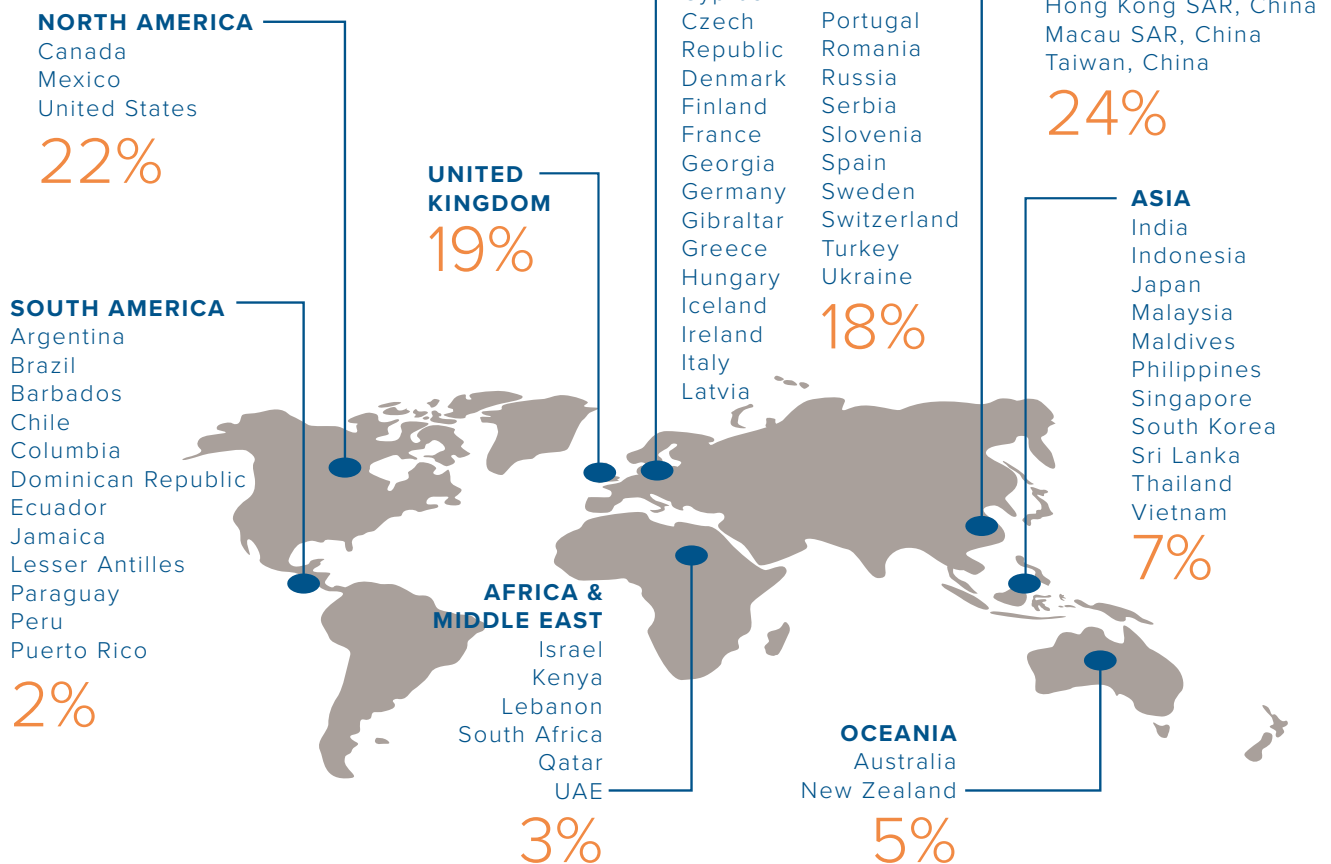 NORTH AMERICA
Canada
Mexico
United States
22%
UNITED
KINGDOM
19%
SOUTH AMERICA
Argentina
Brazil
Barbados
Chile
Columbia
Dominican Republic
Ecuador
Jamaica
Lesser Antilles
Paraguay
Peru
Puerto Rico
2%
Czech
Republic
Denmark
Finland
France
Georgia
Germany
Gibraltar
Greece
Hungary
Iceland
Ireland
Italy
Latvia
Portugal
Romania
Russia
Serbia
Slovenia
Spain
Sweden
Switzerland
Turkey
Ukraine
18%
Hong Kong SAR, China
Macau SAR, China
Taiwan, China
24%
ASIA
India
Indonesia
Japan
Malaysia
Maldives
Philippines
Singapore
South Korea
Sri Lanka
Thailand
Vietnam
7%
AFRICA &
MIDDLE EAST
Israel
Kenya
Lebanon
South Africa
Qatar
UAE
3%
OCEANIA
Australia
New Zealand
5%